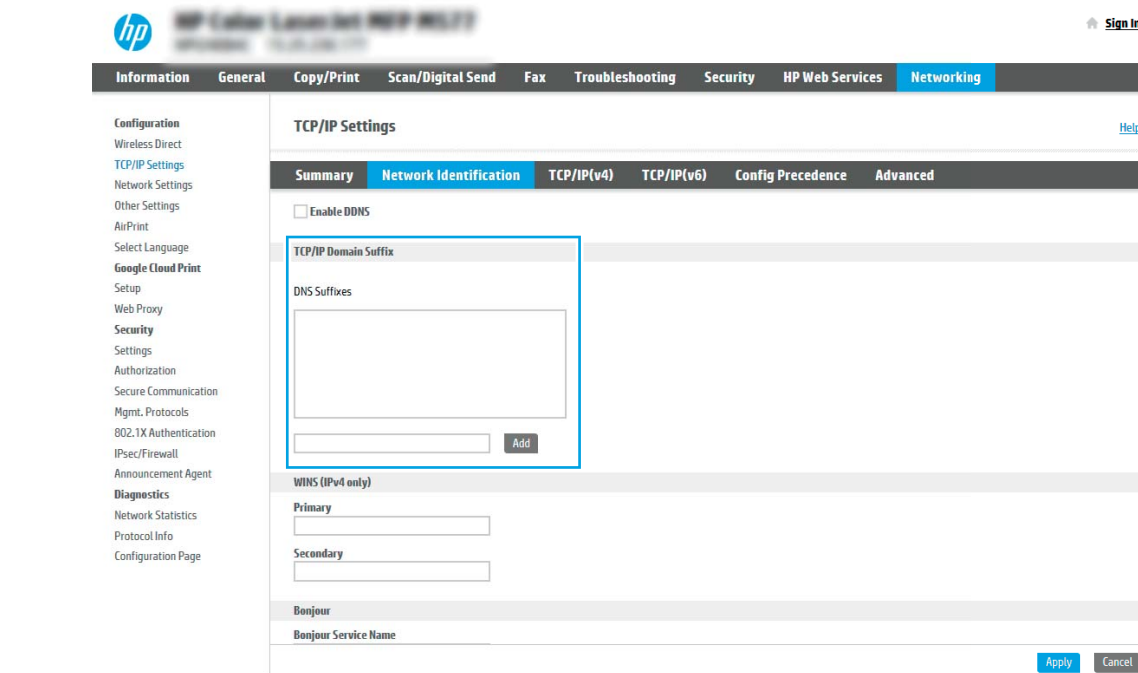 hp
Sign In
Information General Copy/Print Scan/Digital Send Fax Troubleshooting Security HP Web Services Networking
Configuration
Wireless Direct
TCP/IP Settings
Network Settings
Other Settings
AirPrint
Select Language
Google Cloud Print
Setup
Web Proxy
Security
Settings
Authorization
Secure Communication
Mgmt. Protocols
802.1X Authentication
IPsec/Firewall
Announcement Agent
Diagnostics
Network Statistics
Protocol Info
Configuration Page
TCP/IP Settings
Help
Summary Network Identification TCP/IP(v4) TCP/IP(v6) Config Precedence Advanced
Enable DDNS
TCP/IP Domain Suffix
DNS Suffixes
Add
WINS (IPv4 only)
Primary
Secondary
Bonjour
Bonjour Service Name
Apply Cancel